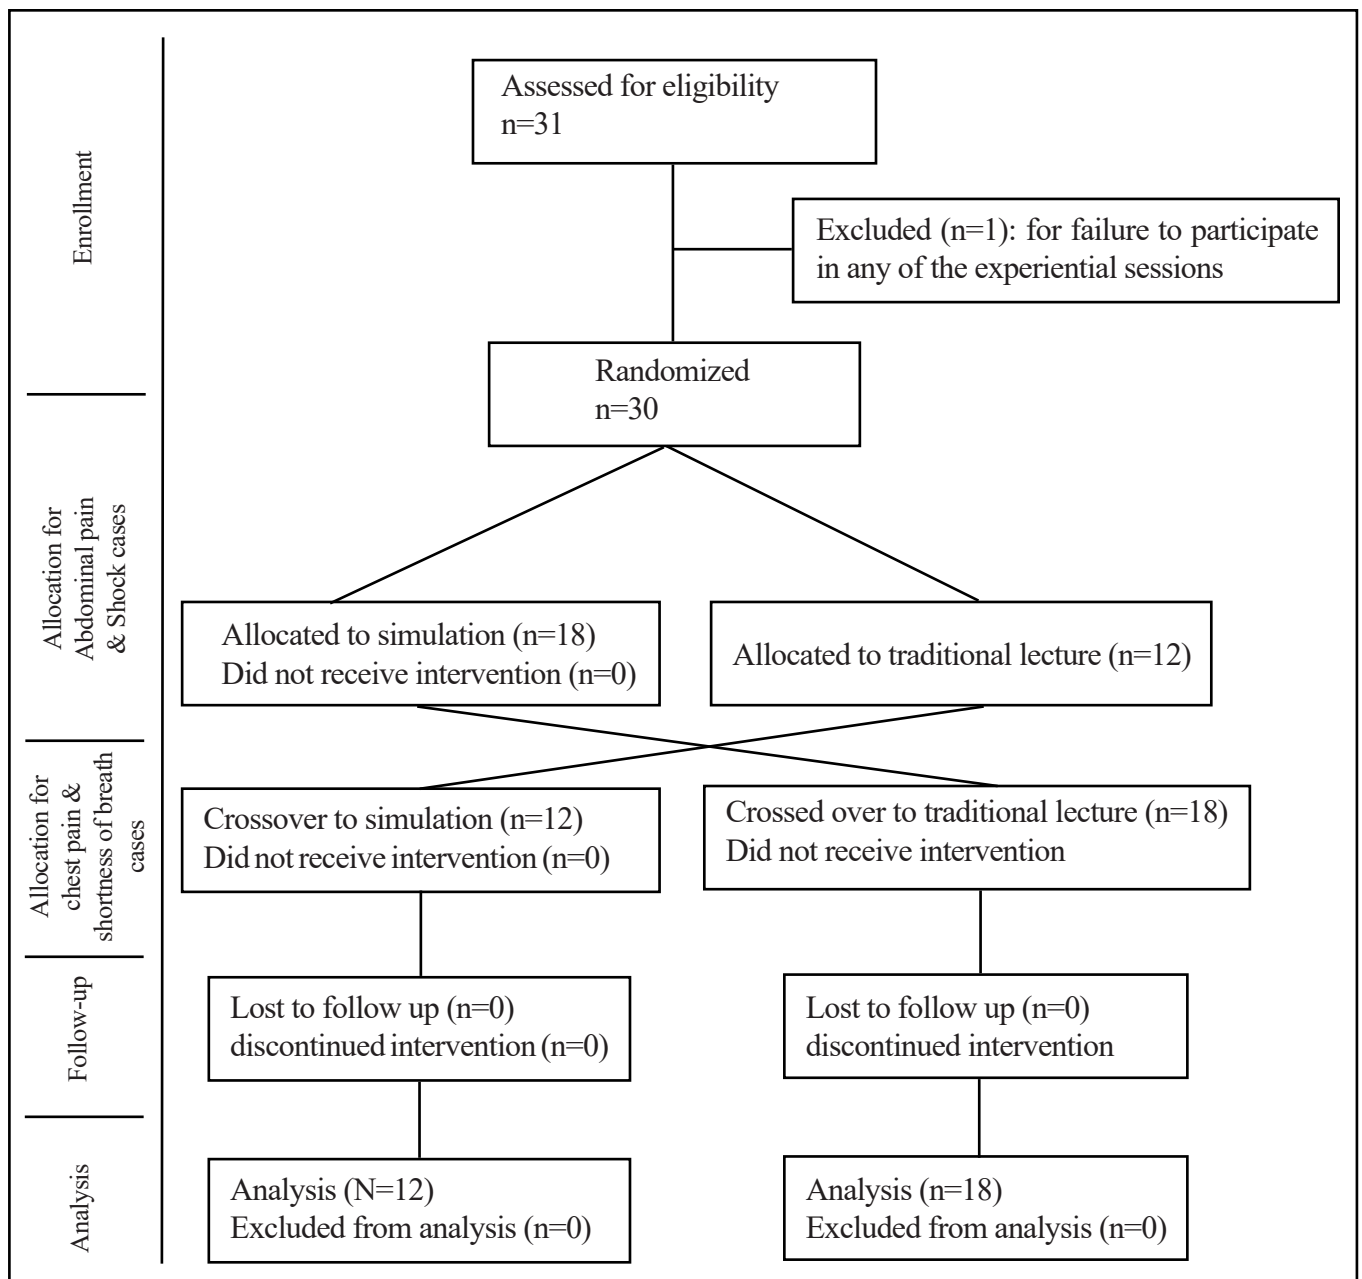 Enrollment
Assessed for eligibility
n=31
Excluded (n=1): for failure to participate
in any of the experiential sessions
Randomized
n=30
Allocation for
Abdominal pain
& Shock cases
Allocated to simulation (n=18)
Did not receive intervention (n=0)
Allocated to traditional lecture (n=12)
Allocation for
chest pain &
shortness of breath
cases
Crossover to simulation (n=12)
Did not receive intervention (n=0)
Crossed over to traditional lecture (n=18)
Did not receive intervention
Follow-up
Lost to follow up (n=0)
discontinued intervention (n=0)
Lost to follow up (n=0)
discontinued intervention
Analysis
Analysis (N=12)
Excluded from analysis (n=0)
Analysis (n=18)
Excluded from analysis (n=0)